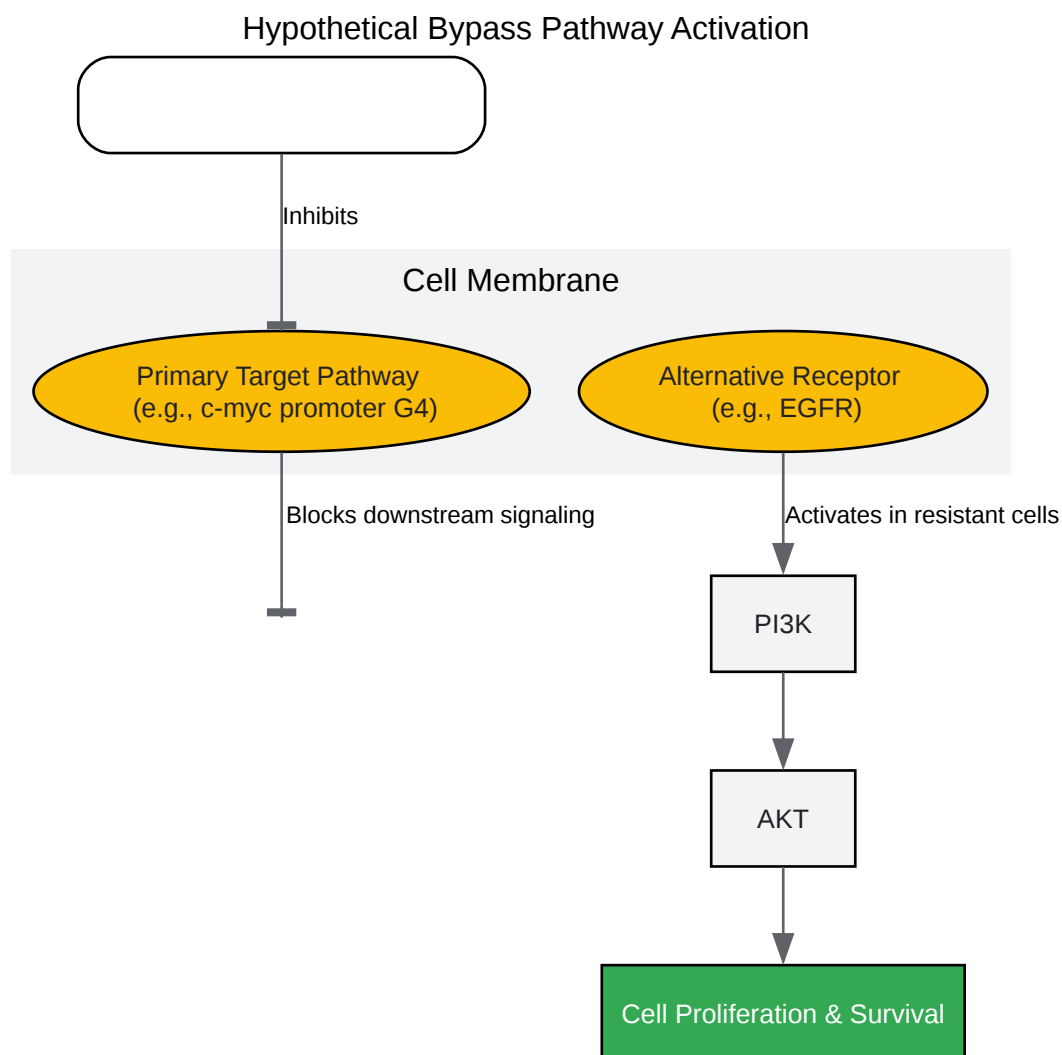 Hypothetical Bypass Pathway Activation
Inhibits
Cell Membrane
Primary Target Pathway
(e.g., c-myc promoter G4)
Alternative Receptor
(e.g., EGFR)
Blocks downstream signaling
Activates in resistant cells
PI3K
AKT
Cell Proliferation & Survival